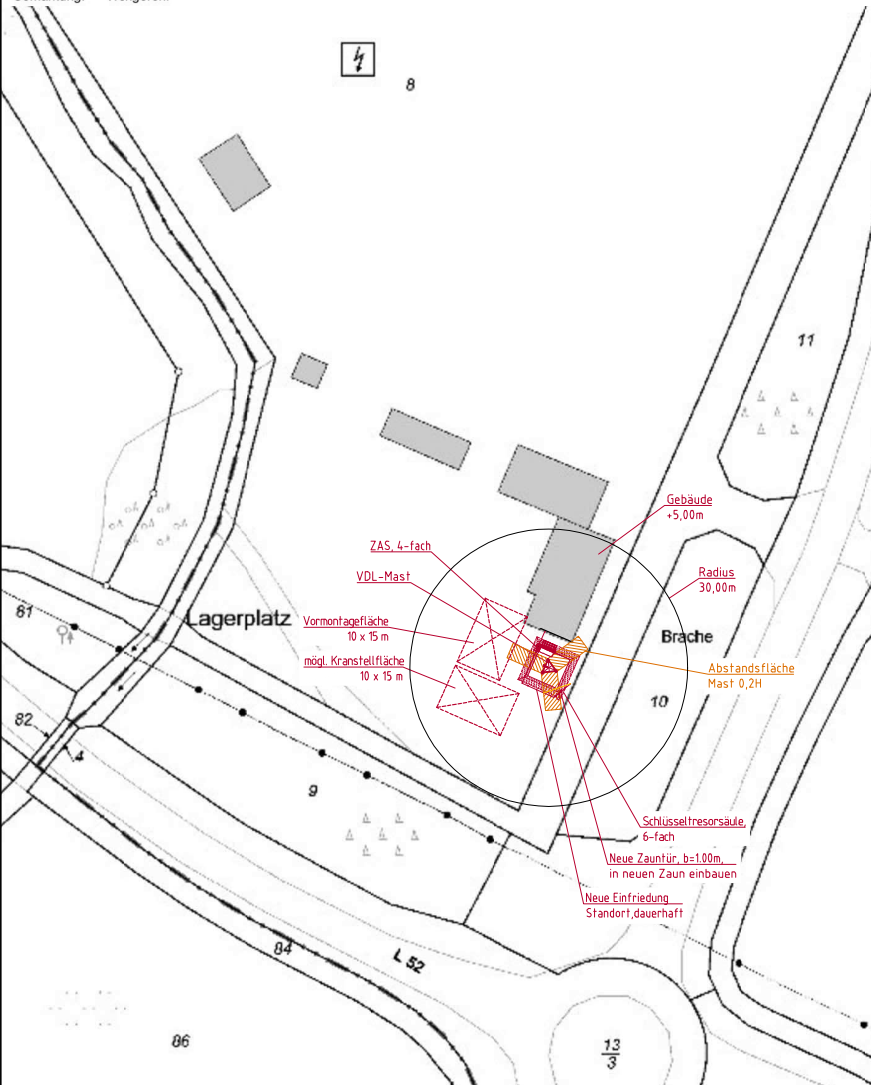 8
11
Gebäude
+5,00m
ZAS, 4-fach
VDL-Mast
Radius
30,00m
81
Lagerplatz
Vormontagefläche
10 x 15 m
Brache
mögl. Kranstellfläche
10 x 15 m
Abstandsfläche
Mast 0,2H
10
82
4
9
Schlüsseltresorsäule,
6-fach
Neue Zauntür, b=1.00m,
in neuen Zaun einbauen
Neue Einfriedung
Standort,dauerhaft
84
L 52
86
13
3